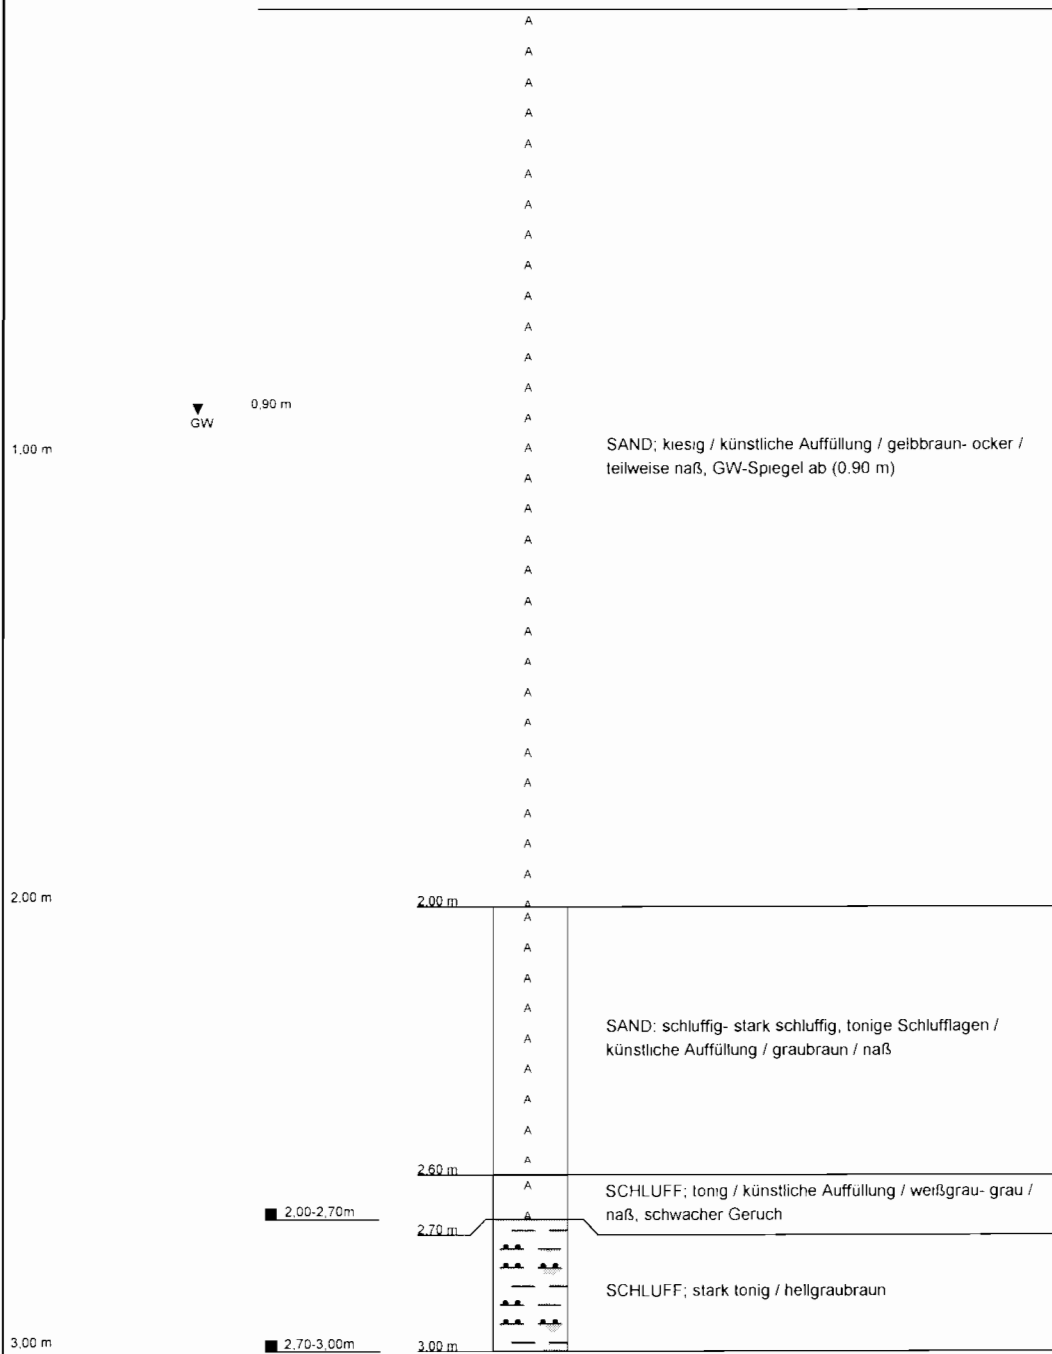 A
A
A
A
A
A
A
A
A
A
A
A
A
0,90 m
GW
A
1.00 m
A
SAND; kiesig / künstliche Auffüllung / gelbbraun- ocker /
teilweise naß, GW-Spiegel ab (0.90 m)
A
A
A
A
A
A
A
A
A
A
A
A
A
A
2.00 m
2.00 m
A
A
A
A
A
SAND: schluffig- stark schluffig, tonige Schlufflagen /
künstliche Auffüllung / graubraun / naß
A
A
A
A
A
2.60 m
A
SCHLUFF; tonig / künstliche Auffüllung / weißgrau- grau /
naß, schwacher Geruch
2,00-2,70m
A
2.70 m
SCHLUFF; stark tonig / hellgraubraun
3,00 m
2,70-3,00m
3.00 m